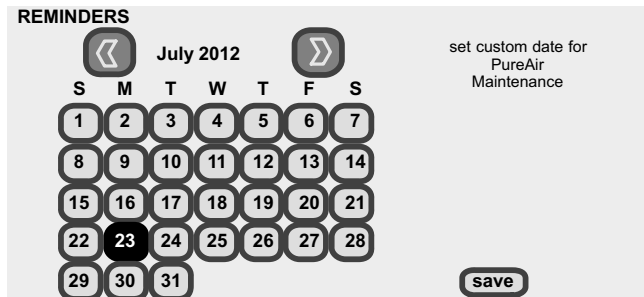 REMINDERS
July 2012
set custom date for
PureAir
Maintenance
S M T W T F S
1 2 3 4 5 6 7
8 9 10 11 12 13 14
15 16 17 18 19 20 21
22 23 24 25 26 27 28
29 30 31
save